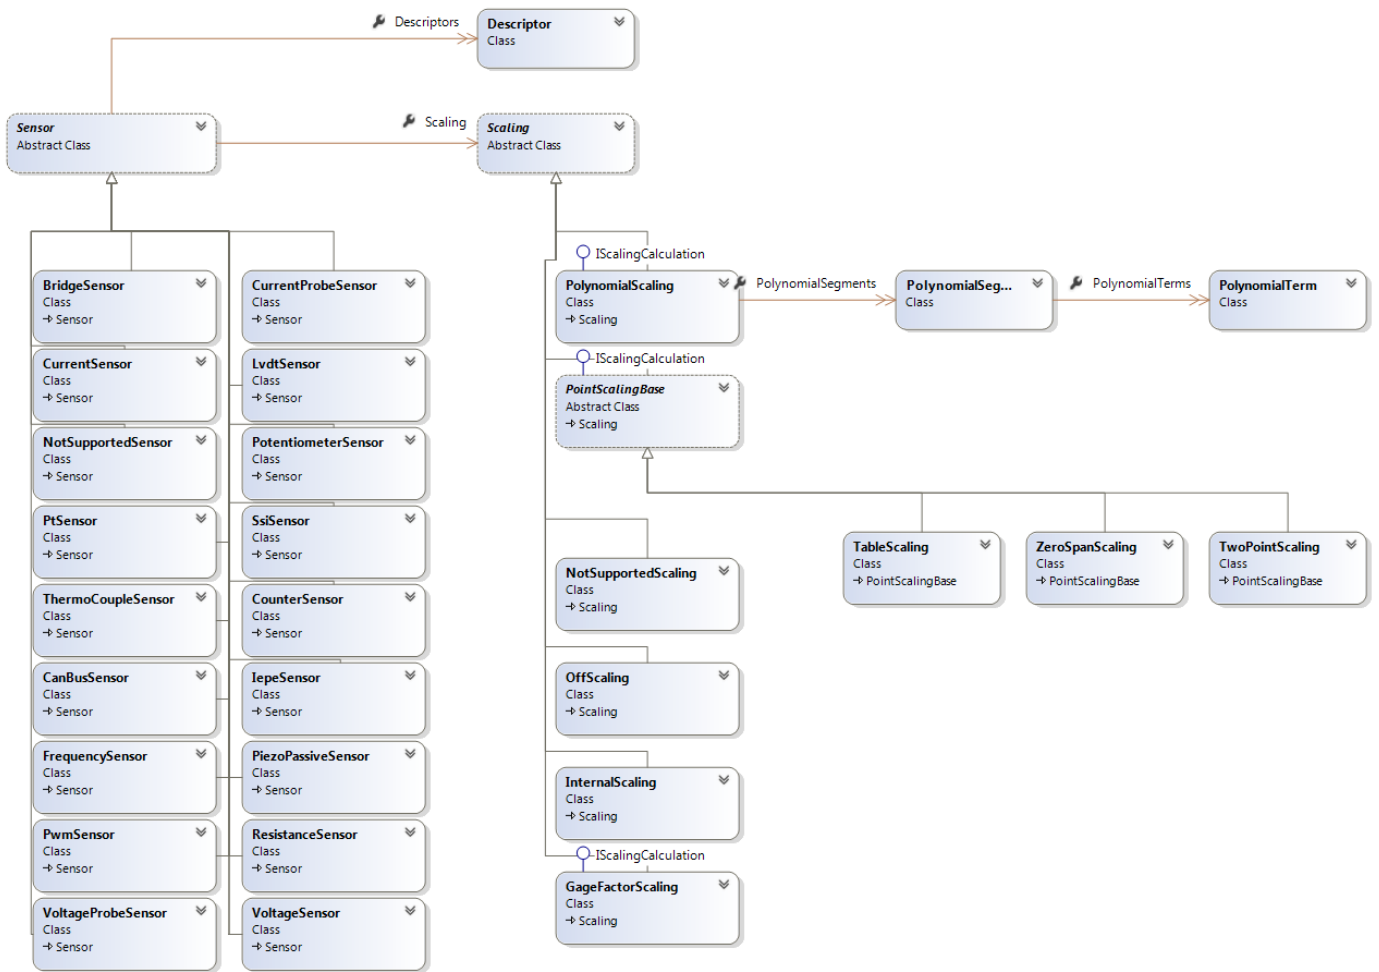 Descriptors
Descriptor
Class
Sensor
Abstract Class
Scaling
Scaling
Abstract Class
BridgeSensor
Class
Sensor
CurrentProbeSensor
Class
Sensor
CurrentSensor
Class
Sensor
LvdtSensor
Class
Sensor
NotSupportedSensor
Class
Sensor
PotentiometerSensor
Class
Sensor
PtSensor
Class
Sensor
SsiSensor
Class
Sensor
ThermoCoupleSensor
Class
Sensor
CounterSensor
Class
Sensor
CanBusSensor
Class
Sensor
IepeSensor
Class
Sensor
FrequencySensor
Class
Sensor
PiezoPassiveSensor
Class
Sensor
PwmSensor
Class
Sensor
ResistanceSensor
Class
Sensor
VoltageProbeSensor
Class
Sensor
VoltageSensor
Class
Sensor
IScalingCalculation
PolynomialScaling
Class
Scaling
PolynomialSegments
PolynomialSeg...
Class
PolynomialTerms
PolynomialTerm
Class
IScalingCalculation
PointScalingBase
Abstract Class
Scaling
TableScaling
Class
PointScalingBase
ZeroSpanScaling
Class
PointScalingBase
TwoPointScaling
Class
PointScalingBase
NotSupportedScaling
Class
Scaling
OffScaling
Class
Scaling
InternalScaling
Class
Scaling
IScalingCalculation
GageFactorScaling
Class
Scaling